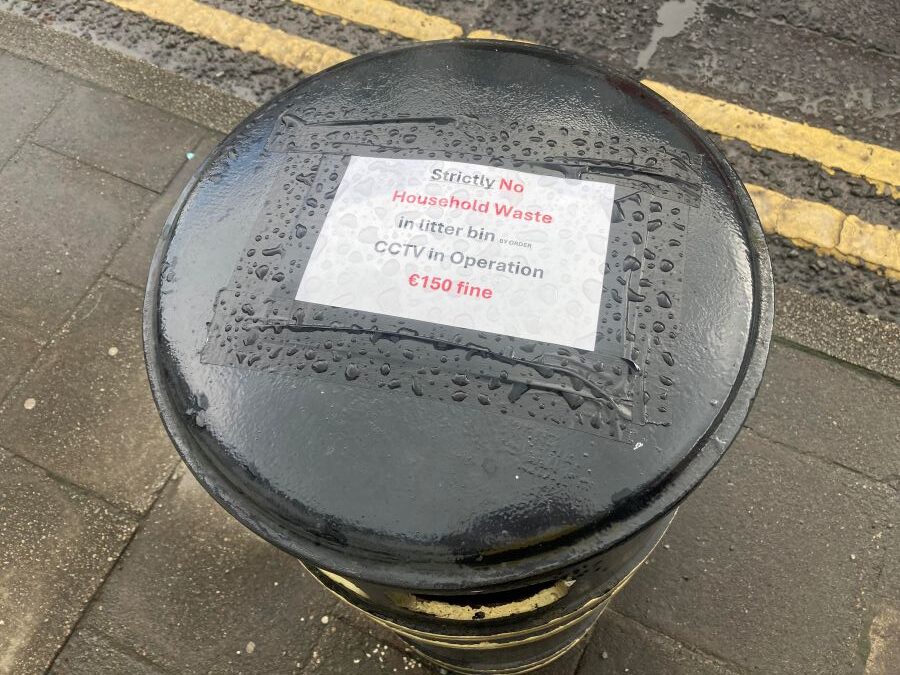 Strictly No
Household Waste
in litter bin BY ORDER
CCTV in Operation
€150 fine